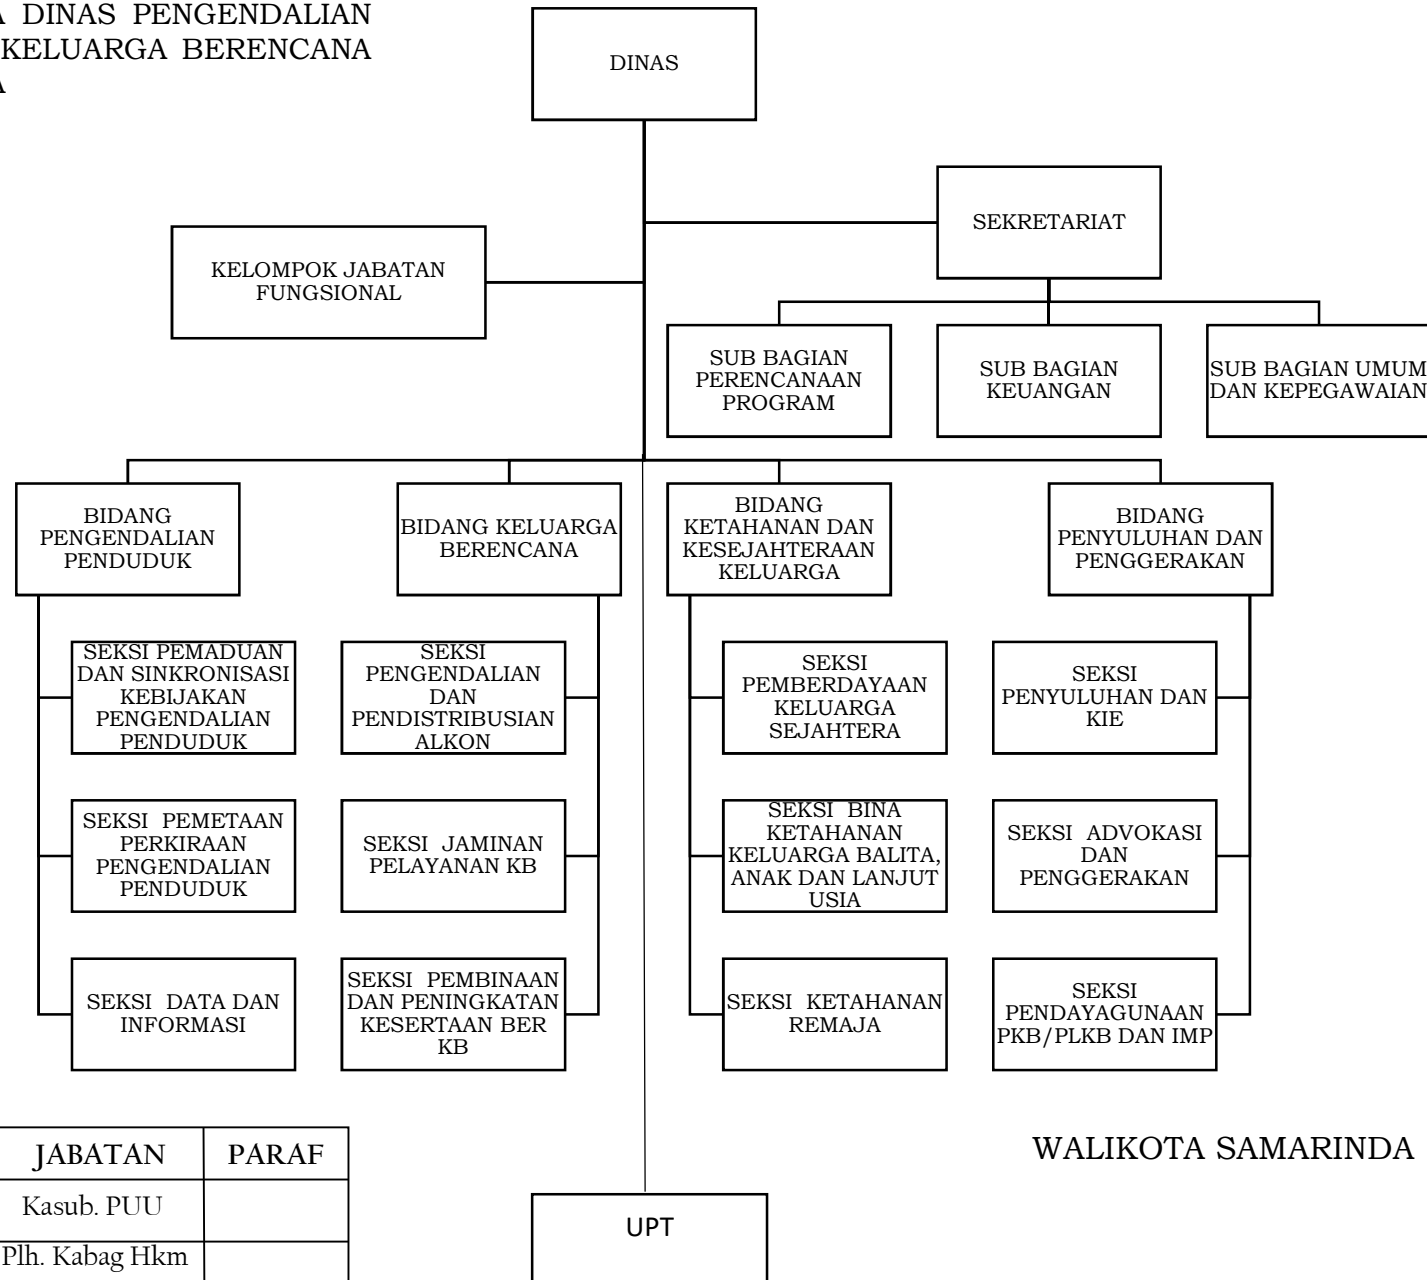 A DINAS PENGENDALIAN
KELUARGA BERENCANA
A
DINAS
SEKRETARIAT
KELOMPOK JABATAN
FUNGSIONAL
SUB BAGIAN
PERENCANAAN
PROGRAM
SUB BAGIAN
KEUANGAN
SUB BAGIAN UMUM
DAN KEPEGAWAIAN
BIDANG
PENGENDALIAN
PENDUDUK
BIDANG KELUARGA
BERENCANA
BIDANG
KETAHANAN DAN
KESEJAHTERAAN
KELUARGA
BIDANG
PENYULUHAN DAN
PENGGERAKAN
SEKSI PEMADUAN
DAN SINKRONISASI
KEBIJAKAN
PENGENDALIAN
PENDUDUK
SEKSI
PENGENDALIAN
DAN
PENDISTRIBUSIAN
ALKON
SEKSI
PEMBERDAYAAN
KELUARGA
SEJAHTERA
SEKSI
PENYULUHAN DAN
KIE
SEKSI PEMETAAN
PERKIRAAN
PENGENDALIAN
PENDUDUK
SEKSI JAMINAN
PELAYANAN KB
SEKSI BINA
KETAHANAN
KELUARGA BALITA,
ANAK DAN LANJUT
USIA
SEKSI ADVOKASI
DAN
PENGGERAKAN
SEKSI DATA DAN
INFORMASI
SEKSI PEMBINAAN
DAN PENINGKATAN
KESERTAAN BER
KB
SEKSI KETAHANAN
REMAJA
SEKSI
PENDAYAGUNAAN
PKB/PLKB DAN IMP
JABATAN PARAF
Kasub. PUU
Plh. Kabag Hkm
UPT
WALIKOTA SAMARINDA